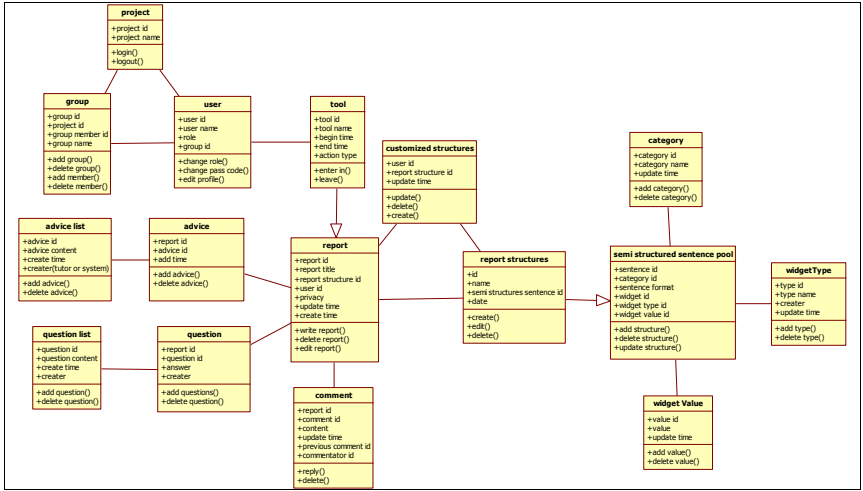 project
+project id
+project name
+login()
+logout()
group
+group id
+project id
+group member id
+group name
+add group()
+delete group()
+add member()
+delete member()
user
+user id
+user name
+role
+group id
+change role()
+change pass code()
+edit profile()
tool
+tool id
+tool name
+begin time
+end time
+action type
+enter in()
+leave()
customized structures
+user id
+report structure id
+update time
+update()
+delete()
+create()
category
+category id
+category name
+update time
+add category()
+delete category()
advice list
+advice id
+advice content
+create time
+creater(tutor or system)
+add advice()
+delete advice()
advice
+report id
+advice id
+add time
+add advice()
+delete advice()
report
+report id
+report title
+report structure id
+user id
+privacy
+update time
+create time
+write report()
+delete report()
+edit report()
report structures
+id
+name
+semi structures sentence id
+date
+create()
+edit()
+delete()
semi structured sentence pool
+sentence id
+category id
+sentence format
+widget id
+widget type id
+widget value id
+add structure()
+delete structure()
+update structure()
widgetType
+type id
+type name
+creater
+update time
+add type()
+delete type()
question list
+question id
+question content
+create time
+creater
+add question()
+delete question()
question
+report id
+question id
+answer
+creater
+add questions()
+delete question()
comment
+report id
+comment id
+content
+update time
+previous comment id
+commentator id
+reply()
+delete()
widget Value
+value id
+value
+update time
+add value()
+delete value()